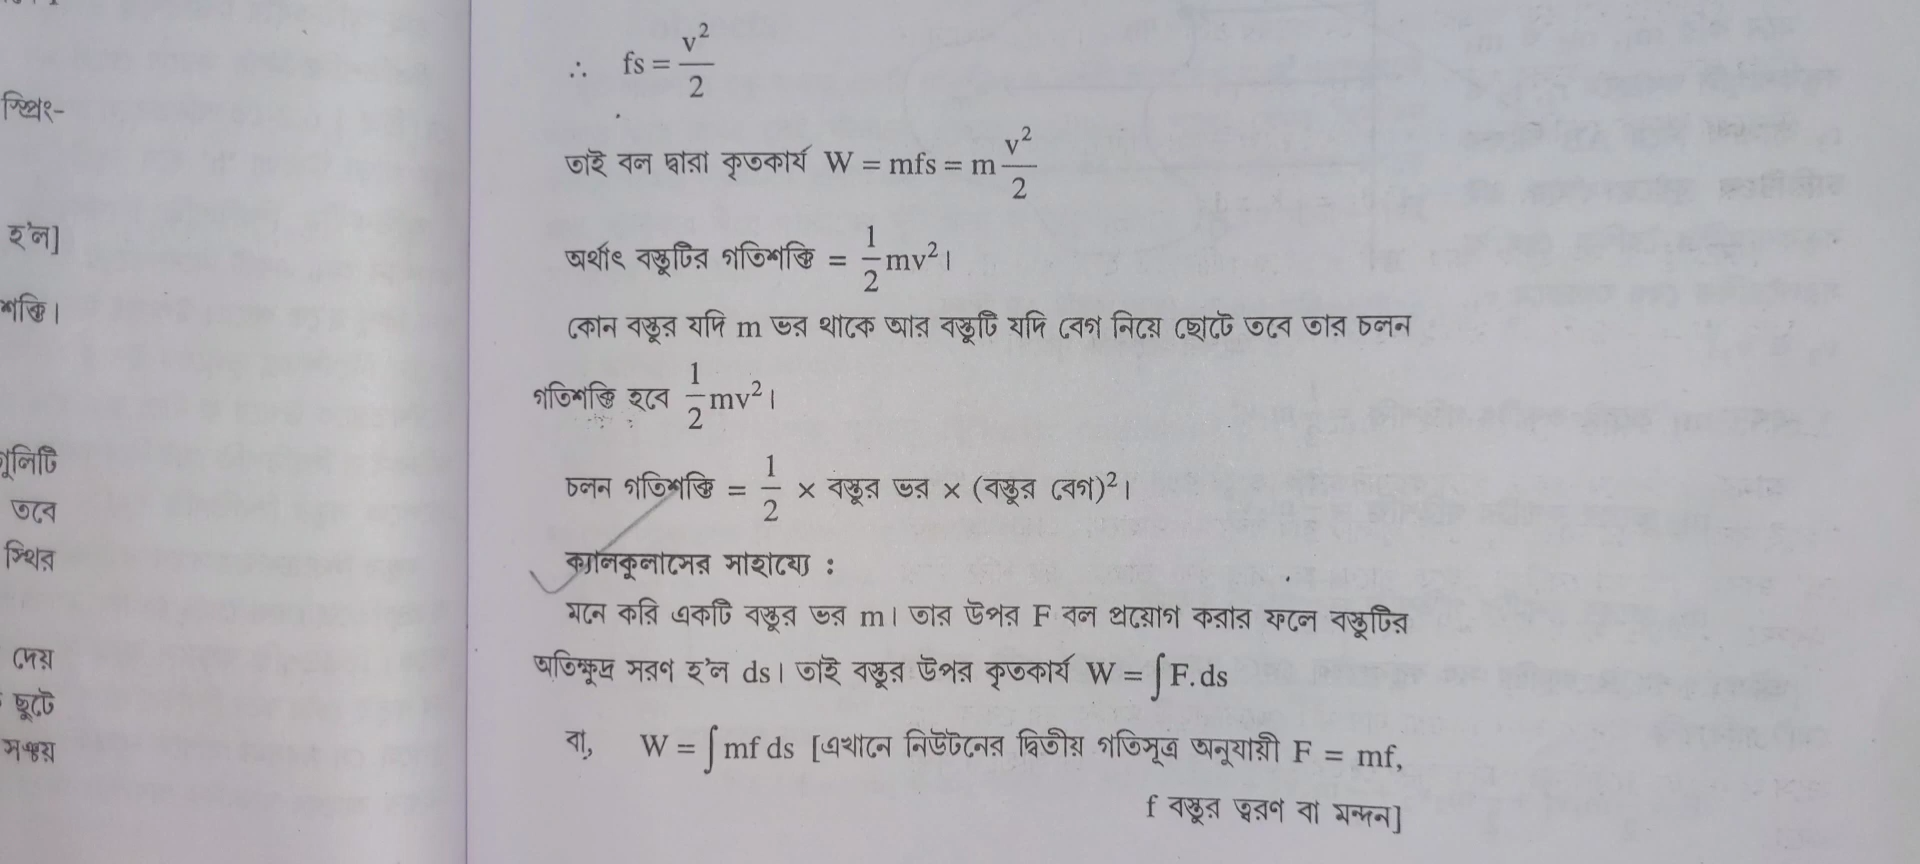 স্প্রিং-
হ'ল]
শক্তি।
গুলিটি
তবে
স্থির
দেয়
ছুটে
সঞ্চয়
∴ fs = v²/2
তাই বল দ্বারা কৃতকার্য W = mfs = m v²/2
অর্থাৎ বস্তুটির গতিশক্তি = 1/2 mv²।
কোন বস্তুর যদি m ভর থাকে আর বস্তুটি যদি বেগ নিয়ে ছোটে তবে তার চলন
গতিশক্তি হবে 1/2 mv²।
চলন গতিশক্তি = 1/2 × বস্তুর ভর × (বস্তুর বেগ)²।
ক্যালকুলাসের সাহায্যে :
মনে করি একটি বস্তুর ভর m। তার উপর F বল প্রয়োগ করার ফলে বস্তুটির
অতিক্ষুদ্র সরণ হ'ল ds। তাই বস্তুর উপর কৃতকার্য W = ∫F. ds
বা, W = ∫mf ds [এখানে নিউটনের দ্বিতীয় গতিসূত্র অনুযায়ী F = mf,
f বস্তুর ত্বরণ বা মন্দন]